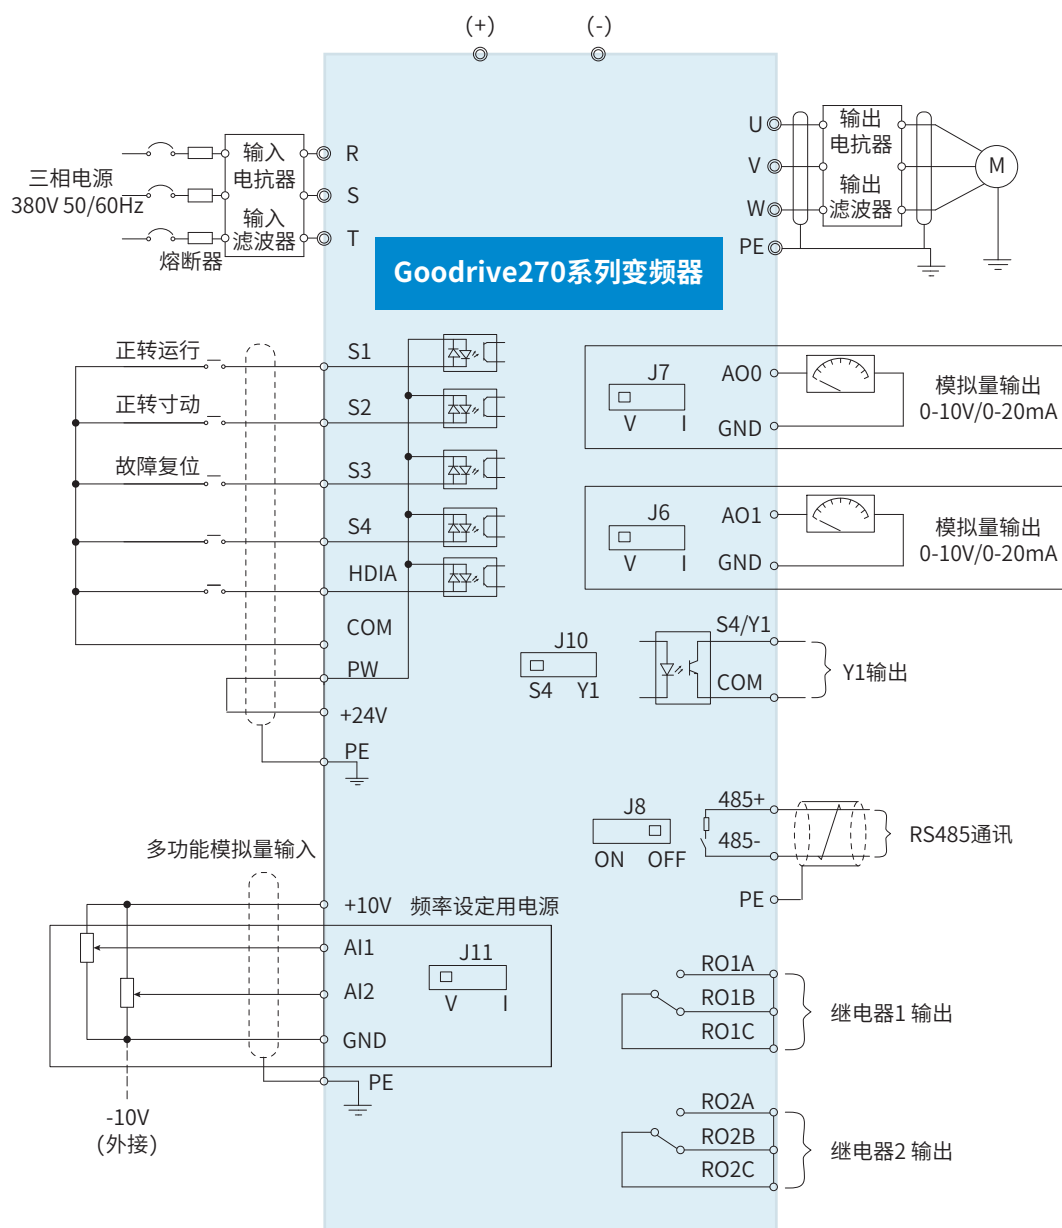 (+)
(-)
三相电源
380V 50/60Hz
熔断器
输入
电抗器
输入
滤波器
R
S
T
U
V
W
PE
输出
电抗器
输出
滤波器
M
Goodrive270系列变频器
正转运行
正转寸动
故障复位
S1
S2
S3
S4
HDIA
COM
PW
+24V
PE
J7
V I
AO0
GND
模拟量输出
0-10V/0-20mA
J6
V I
AO1
GND
模拟量输出
0-10V/0-20mA
J10
S4 Y1
S4/Y1
COM
Y1输出
J8
ON OFF
485+
485-
PE
RS485通讯
多功能模拟量输入
+10V 频率设定用电源
AI1
AI2
GND
PE
J11
V I
-10V
(外接)
RO1A
RO1B
RO1C
继电器1 输出
RO2A
RO2B
RO2C
继电器2 输出